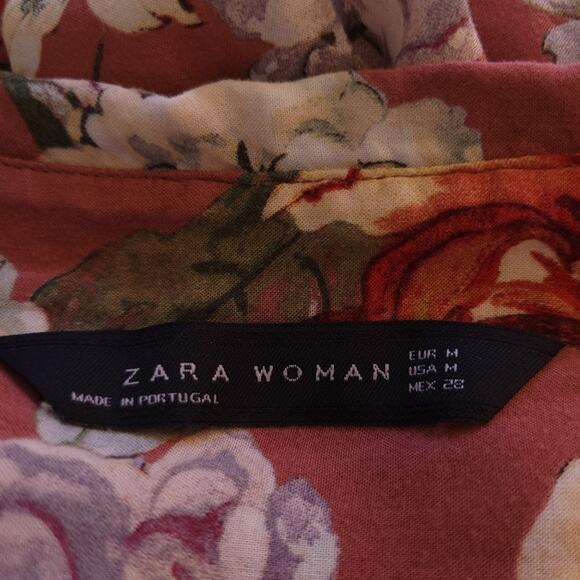 ZARA WOMAN
MADE IN PORTUGAL
EUR M
USA M
MEX 28